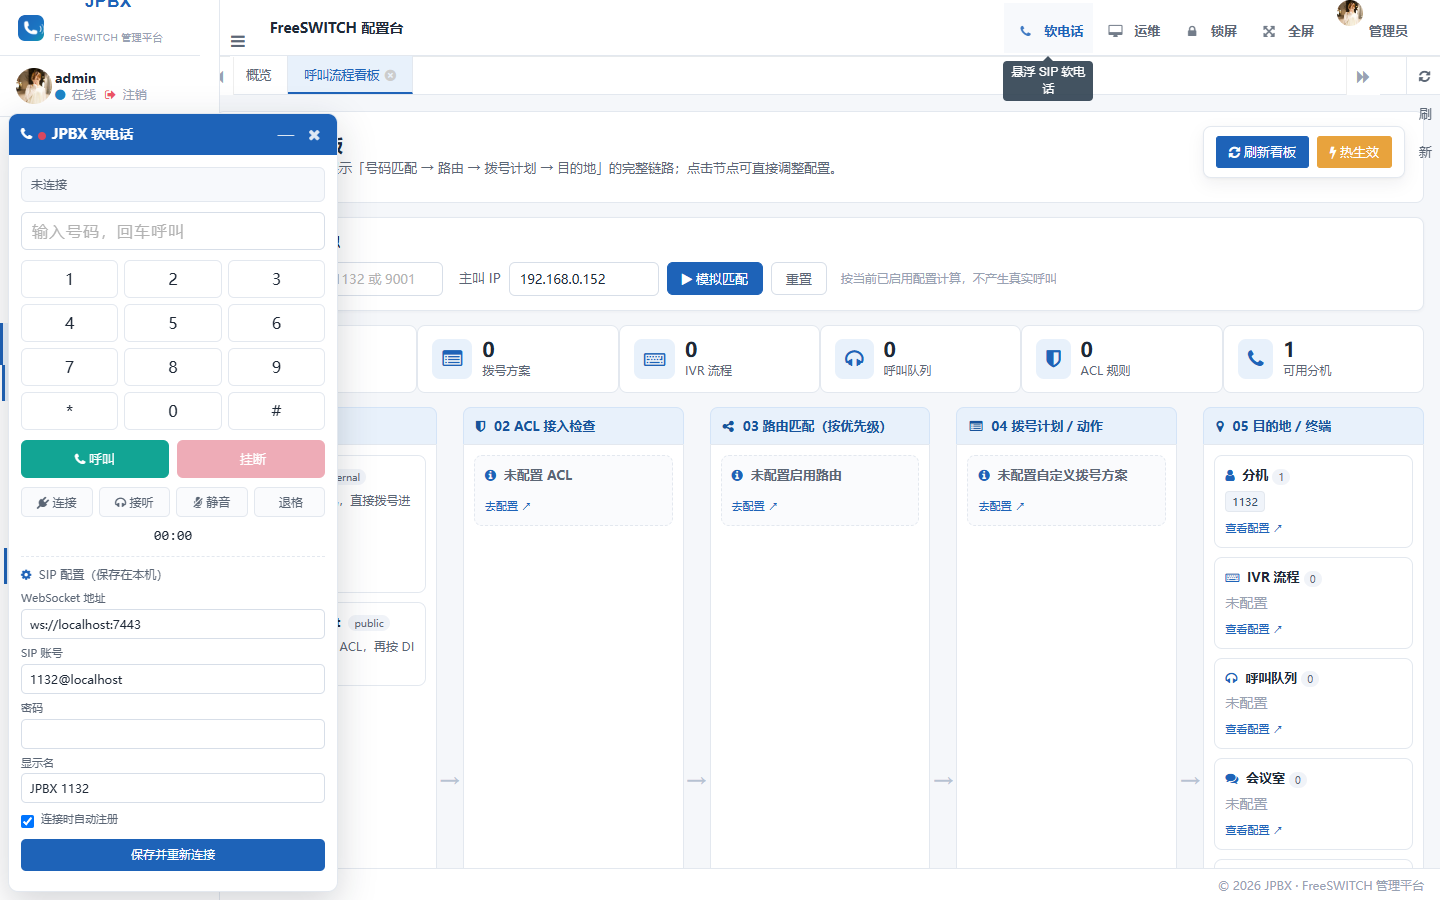 JPBX
FreeSWITCH 管理平台
FreeSWITCH 配置台
软电话
运维
锁屏
全屏
管理员
admin
在线
注销
概览
呼叫流程看板
悬浮 SIP 软电
话
刷
新
JPBX 软电话
未连接
输入号码，回车呼叫
1
2
3
4
5
6
7
8
9
*
0
#
呼叫
挂断
连接
接听
静音
退格
00:00
SIP 配置（保存在本机）
WebSocket 地址
ws://localhost:7443
SIP 账号
1132@localhost
密码
显示名
JPBX 1132
连接时自动注册
保存并重新连接
示「号码匹配 → 路由 → 拨号计划 → 目的地」的完整链路；点击节点可直接调整配置。
刷新看板
热生效
1132 或 9001
主叫 IP
192.168.0.152
模拟匹配
重置
按当前已启用配置计算，不产生真实呼叫
0
拨号方案
0
IVR 流程
0
呼叫队列
0
ACL 规则
1
可用分机
ernal
，直接拨号进
public
ACL，再按 DI
02 ACL 接入检查
未配置 ACL
去配置 ↗
03 路由匹配（按优先级）
未配置启用路由
去配置 ↗
04 拨号计划 / 动作
未配置自定义拨号方案
去配置 ↗
05 目的地 / 终端
分机 1
1132
查看配置 ↗
IVR 流程 0
未配置
查看配置 ↗
呼叫队列 0
未配置
查看配置 ↗
会议室 0
未配置
查看配置 ↗
© 2026 JPBX · FreeSWITCH 管理平台